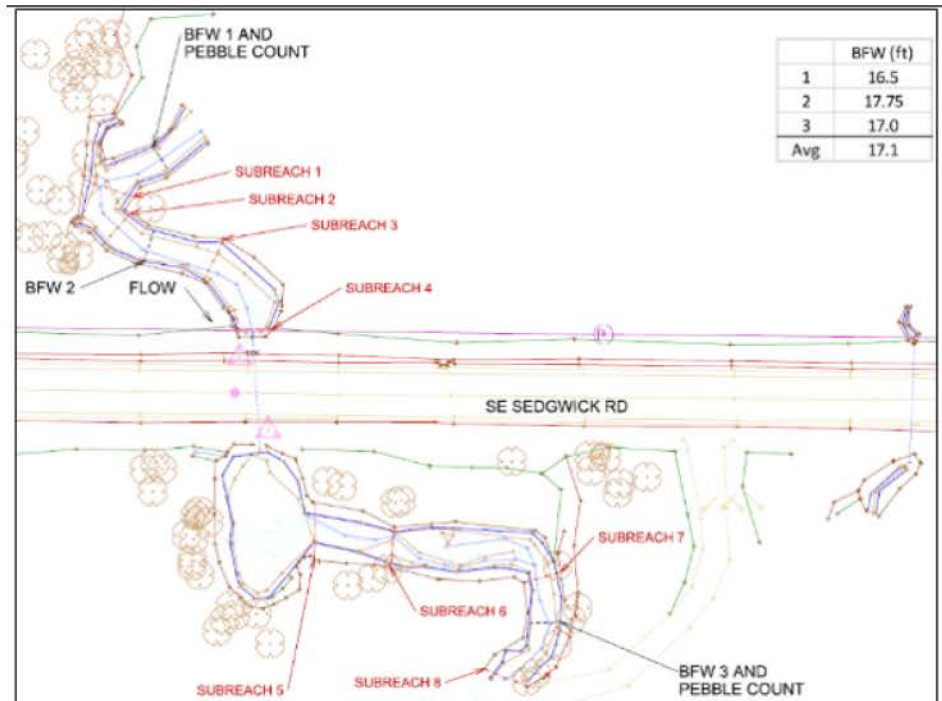 BFW 1 AND
PEBBLE COUNT
BFW (ft)
1 16.5
2 17.75
3 17.0
Avg 17.1
SUBREACH 1
SUBREACH 2
SUBREACH 3
BFW 2
FLOW
SUBREACH 4
SE SEDGWICK RD
SUBREACH 7
SUBREACH 6
SUBREACH 5
SUBREACH 8
BFW 3 AND
PEBBLE COUNT